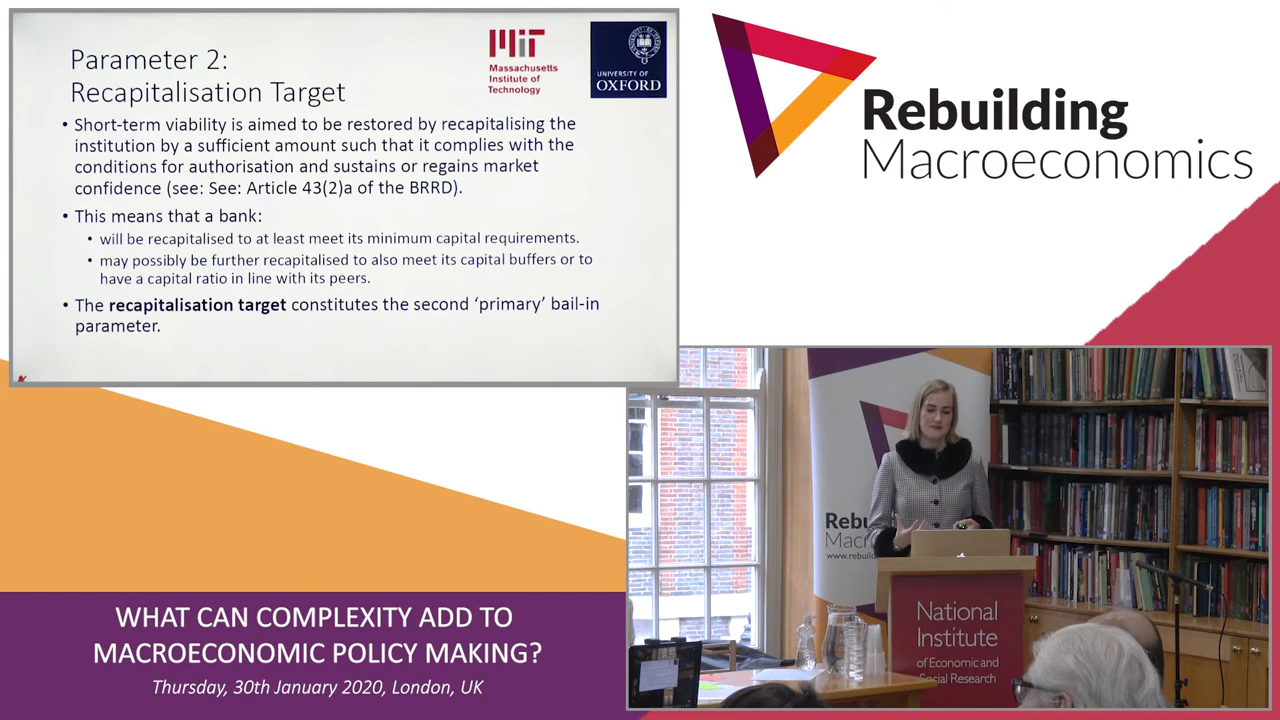 Parameter 2:
Recapitalisation Target
MiT
Massachusetts
Institute of
Technology
UNIVERSITY OF
OXFORD
• Short-term viability is aimed to be restored by recapitalising the
institution by a sufficient amount such that it complies with the
conditions for authorisation and sustains or regains market
confidence (see: See: Article 43(2)a of the BRRD).
• This means that a bank:
• will be recapitalised to at least meet its minimum capital requirements.
• may possibly be further recapitalised to also meet its capital buffers or to
have a capital ratio in line with its peers.
• The recapitalisation target constitutes the second ‘primary’ bail-in
parameter.
Rebuilding
Macroeconomics
WHAT CAN COMPLEXITY ADD TO
MACROECONOMIC POLICY MAKING?
Thursday, 30th January 2020, London, UK
Rebu
Macr
www.rebuild
National
Institute
of Economic and
Social Research